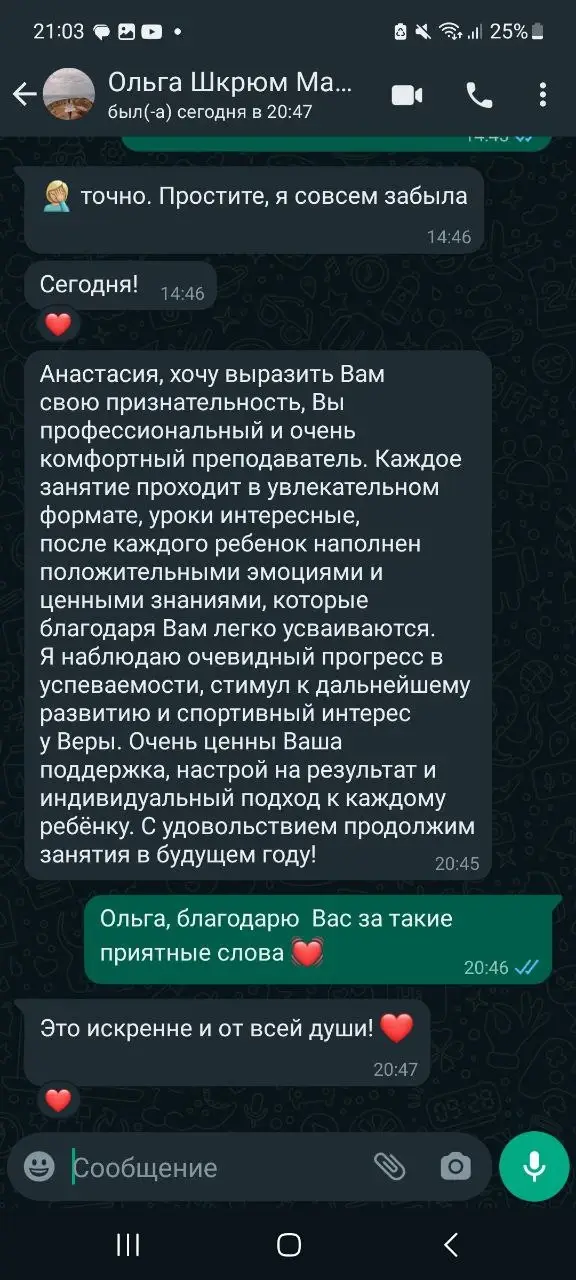 21:03
25%
Ольга Шкрюм Ма...
был(-а) сегодня в 20:47
14:45
🤦🏼‍♀️ точно. Простите, я совсем забыла
14:46
Сегодня! 14:46
❤️
Анастасия, хочу выразить Вам
свою признательность, Вы
профессиональный и очень
комфортный преподаватель. Каждое
занятие проходит в увлекательном
формате, уроки интересные,
после каждого ребенок наполнен
положительными эмоциями и
ценными знаниями, которые
благодаря Вам легко усваиваются.
Я наблюдаю очевидный прогресс в
успеваемости, стимул к дальнейшему
развитию и спортивный интерес
у Веры. Очень ценны Ваша
поддержка, настрой на результат и
индивидуальный подход к каждому
ребёнку. С удовольствием продолжим
занятия в будущем году!
20:45
Ольга, благодарю  Вас за такие
приятные слова 💓
20:46
Это искренне и от всей души! ❤️
20:47
❤️
Сообщение